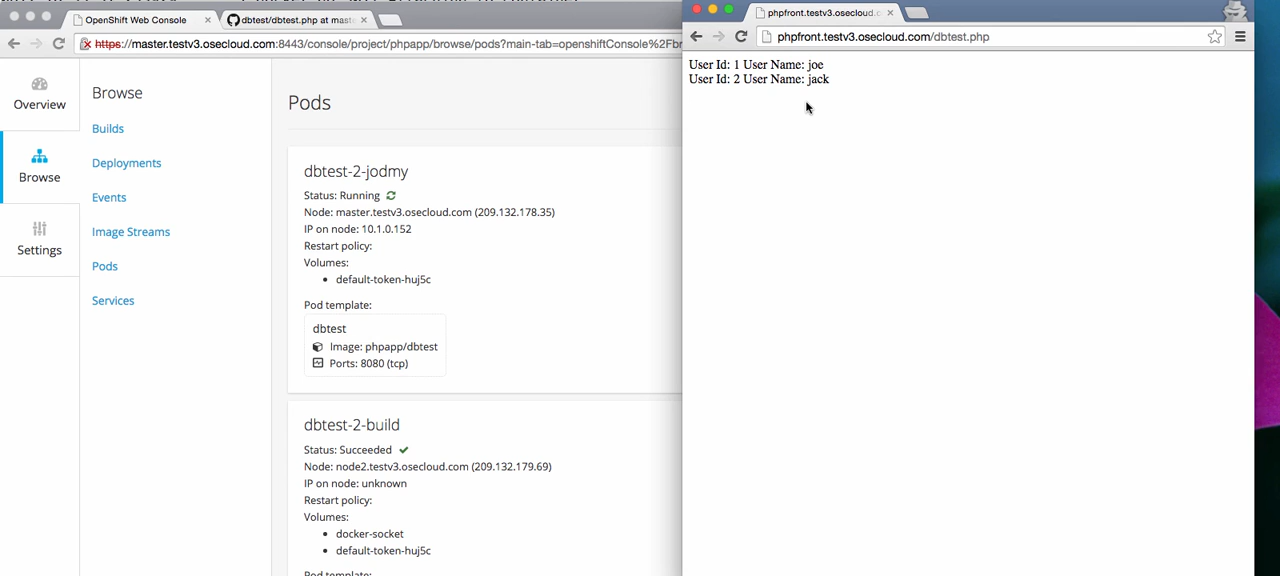 OpenShift Web Console
dbtest/dbtest.php at mast
https://master.testv3.osecloud.com:8443/console/project/phpapp/browse/pods?main-tab=openshiftConsole%2Fbr
Overview
Browse
Settings
Browse
Builds
Deployments
Events
Image Streams
Pods
Services
Pods
dbtest-2-jodmy
Status: Running
Node: master.testv3.osecloud.com (209.132.178.35)
IP on node: 10.1.0.152
Restart policy:
Volumes:
default-token-huj5c
Pod template:
dbtest
Image: phpapp/dbtest
Ports: 8080 (tcp)
dbtest-2-build
Status: Succeeded
Node: node2.testv3.osecloud.com (209.132.179.69)
IP on node: unknown
Restart policy:
Volumes:
docker-socket
default-token-huj5c
Pod template:
phpfront.testv3.osecloud.c
phpfront.testv3.osecloud.com/dbtest.php
User Id: 1 User Name: joe
User Id: 2 User Name: jack